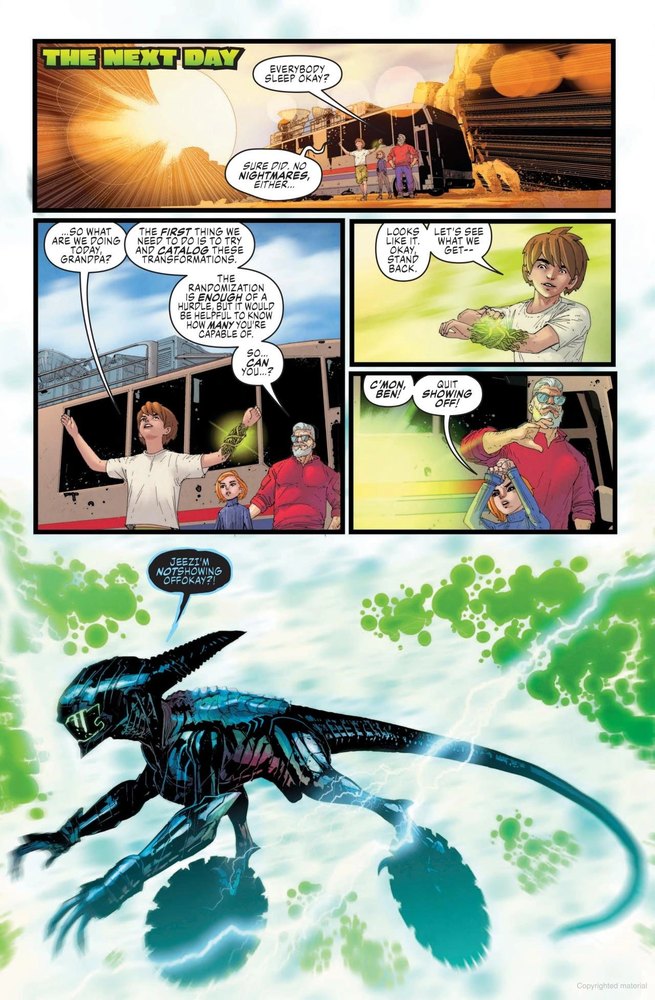 THE NEXT DAY
EVERYBODY
SLEEP OKAY?
SURE DID. NO
NIGHTMARES,
EITHER...
...SO WHAT
ARE WE DOING
TODAY,
GRANDPA?
THE FIRST THING WE
NEED TO DO IS TO TRY
AND CATALOG THESE
TRANSFORMATIONS.
THE
RANDOMIZATION
IS ENOUGH OF A
HURDLE, BUT IT WOULD
BE HELPFUL TO KNOW
HOW MANY YOU'RE
CAPABLE OF.
SO...
CAN
YOU...?
LOOKS
LIKE IT.
OKAY,
STAND
BACK.
LET'S SEE
WHAT WE
GET--
C'MON,
BEN!
QUIT
SHOWING
OFF!
JEEZI'M
NOTSHOWING
OFFOKAY?!
Copyrighted material